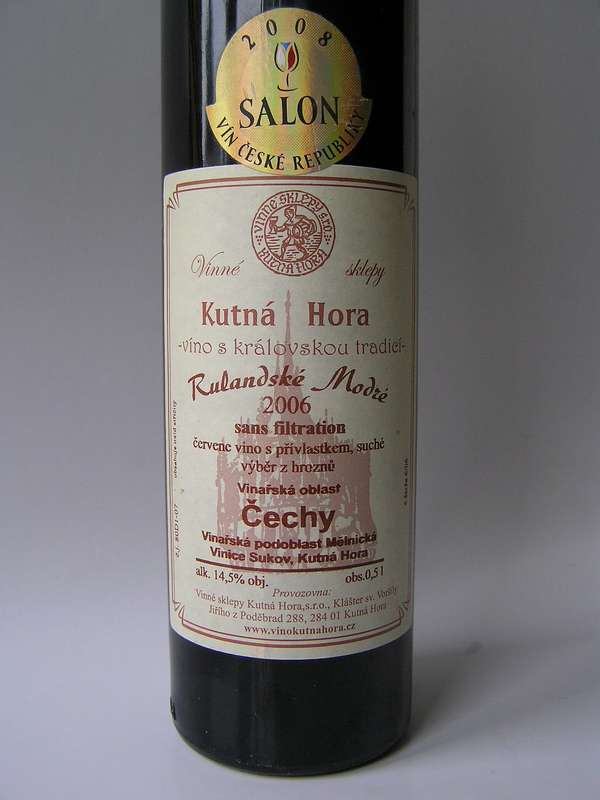 2008
SALON
VÍN ČESKÉ REPUBLIKY
VINNÉ SKLEPY s.r.o.
KUTNÁ HORA
Vinné sklepy
Kutná Hora
-víno s královskou tradicí-
Rulandské Modré
2006
sans filtration
červené víno s přívlastkem, suché
výběr z hroznů
Vinařská oblast
Čechy
Vinařská podoblast Mělnická
Vinice Sukov, Kutná Hora
alk. 14,5% obj. obs.0,5 l
Provozovna:
Vinné sklepy Kutná Hora,s.r.o., Klášter sv. Voršily
Jiřího z Poděbrad 288, 284 01 Kutná Hora
www.vinokutnahora.cz
obsahuje oxid siřičitý